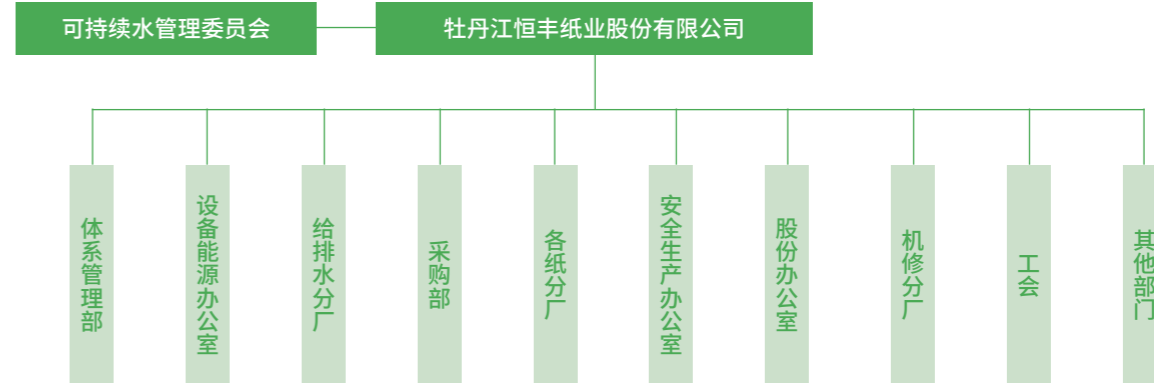 可持续水管理委员会
牡丹江恒丰纸业股份有限公司
体系管理部
设备能源办公室
给排水分厂
采购部
各纸分厂
安全生产办公室
股份办公室
机修分厂
工会
其他部门